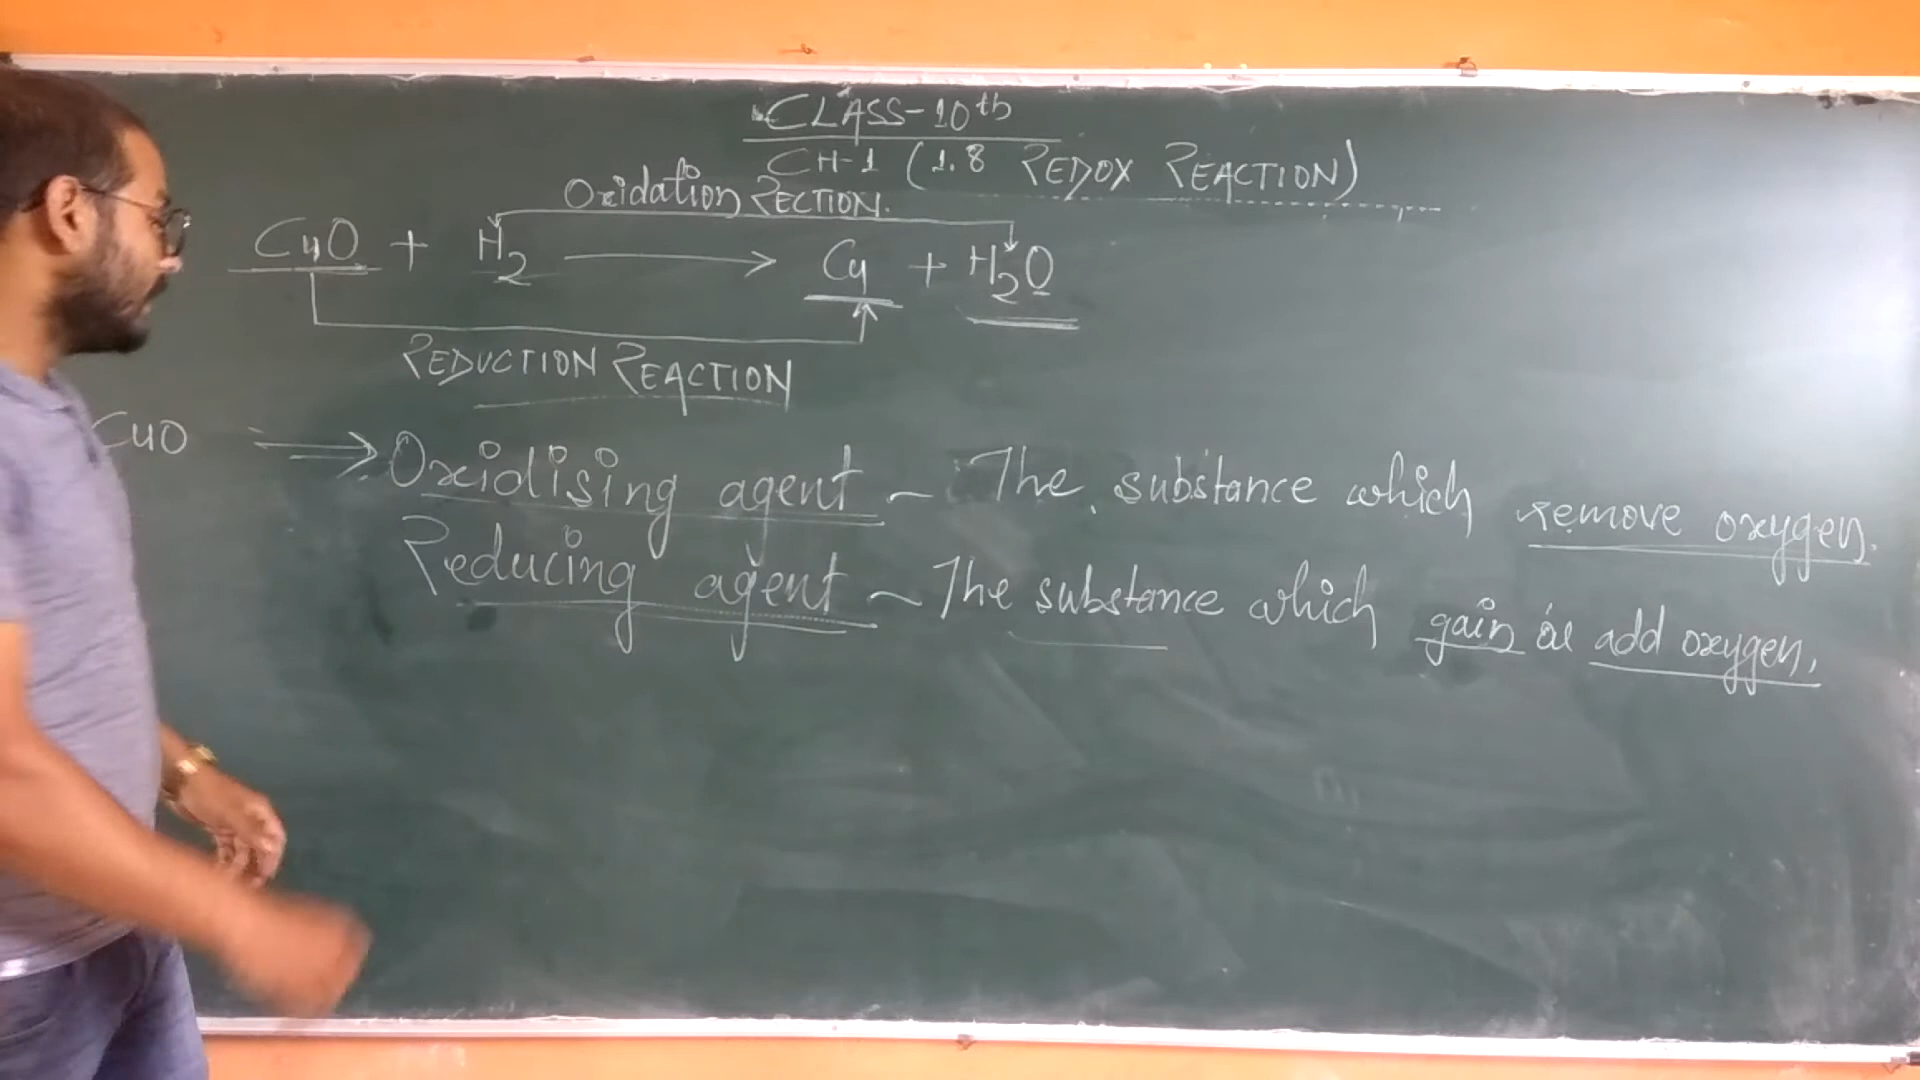 CLASS-10th
CH-1 (1.8 REDOX REACTION)
Oxidation RECTION.
CuO + H2 → Cu + H2O
REDUCTION REACTION
CuO ⇒ Oxidising agent ~ The substance which remove oxygen.
Reducing agent ~ The substance which gain or add oxygen.